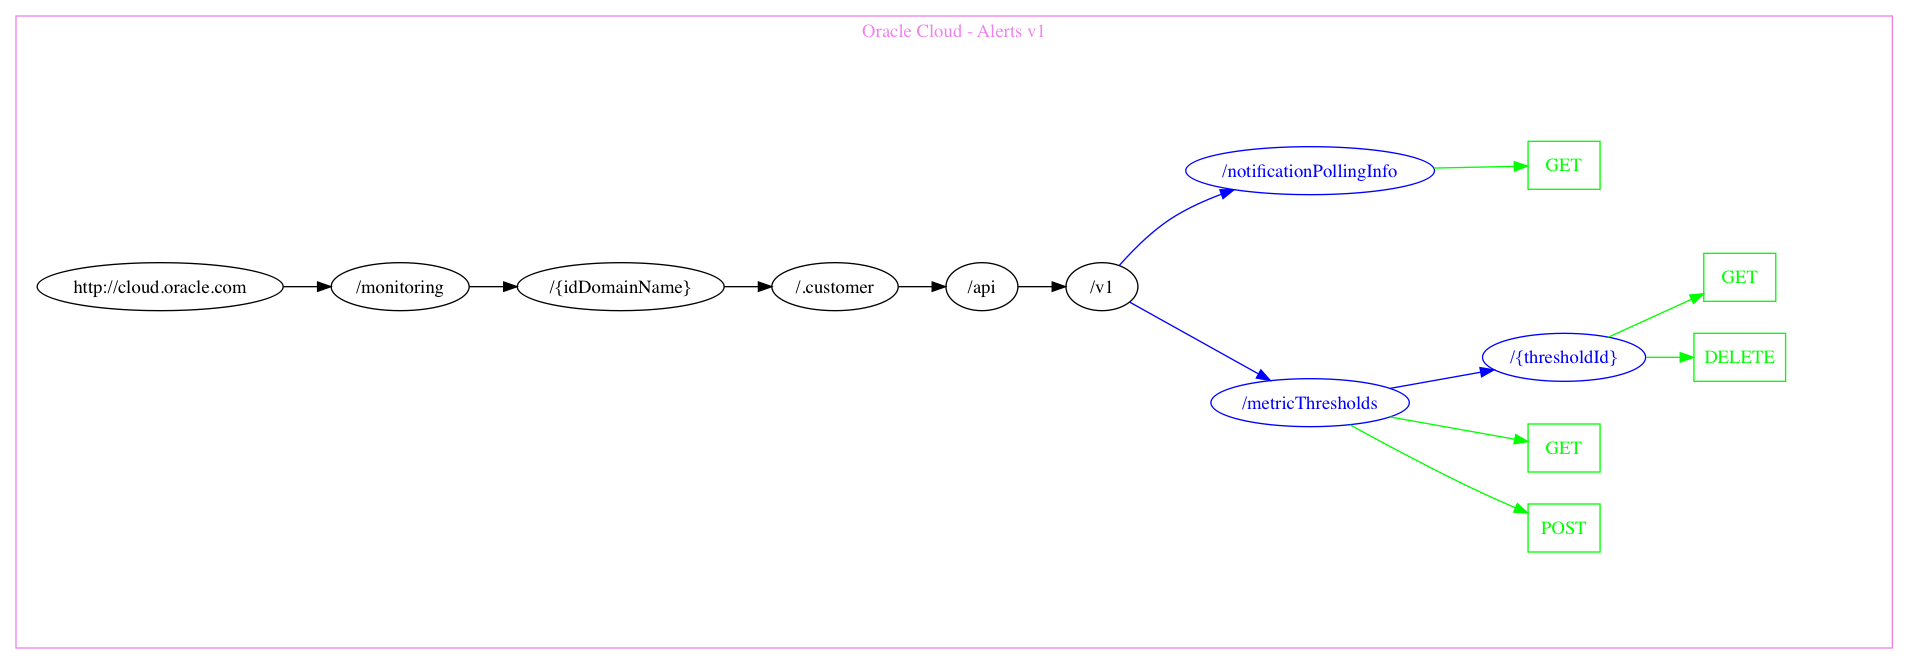 Oracle Cloud - Alerts v1
http://cloud.oracle.com
/monitoring
/{idDomainName}
/.customer
/api
/v1
/notificationPollingInfo
GET
/metricThresholds
/{thresholdId}
GET
DELETE
GET
POST